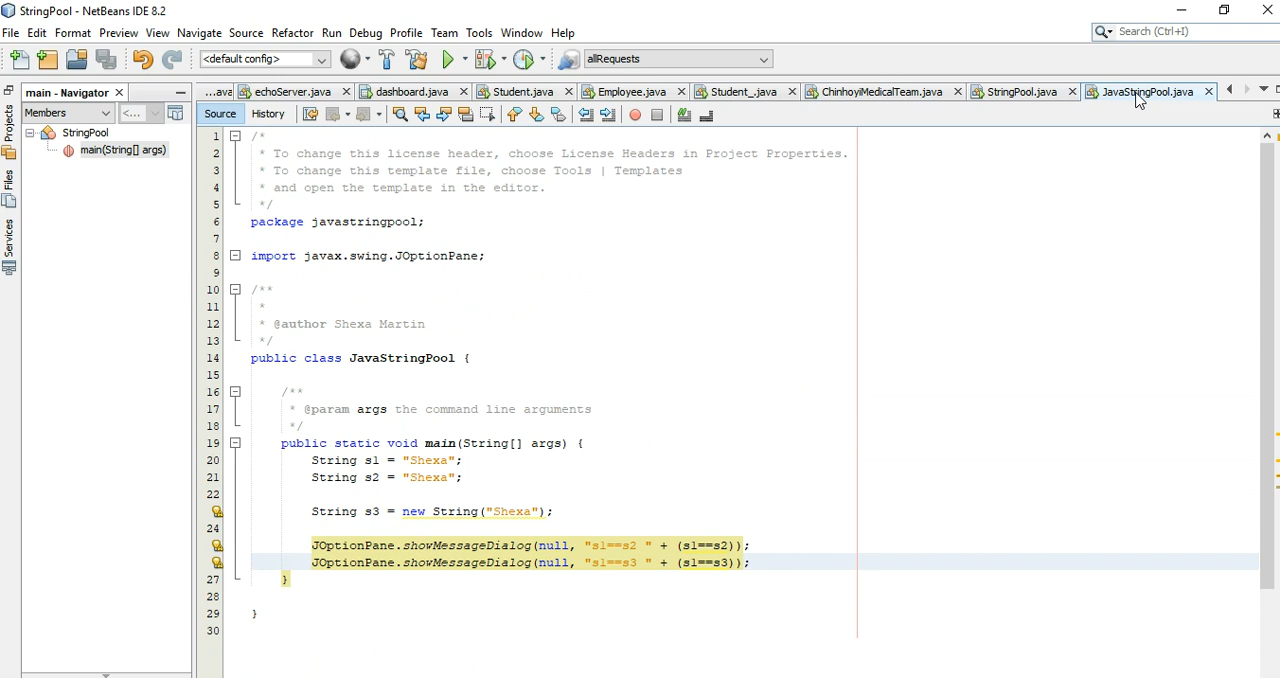 StringPool - NetBeans IDE 8.2
File Edit Format Preview View Navigate Source Refactor Run Debug Profile Team Tools Window Help
Search (Ctrl+I)
<default config>
allRequests
main - Navigator
...ava echoServer.java dashboard.java Student.java Employee.java Student_.java ChinhoyiMedicalTeam.java StringPool.java JavaStringPool.java
Members
<...
Source History
Projects
Files
Services
StringPool
main(String[] args)
1 /*
2 * To change this license header, choose License Headers in Project Properties.
3 * To change this template file, choose Tools | Templates
4 * and open the template in the editor.
5 */
6 package javastringpool;
7
8 import javax.swing.JOptionPane;
9
10 /**
11 *
12 * @author Shexa Martin
13 */
14 public class JavaStringPool {
15
16 /**
17 * @param args the command line arguments
18 */
19 public static void main(String[] args) {
20 String s1 = "Shexa";
21 String s2 = "Shexa";
22
String s3 = new String("Shexa");
24
JOptionPane.showMessageDialog(null, "s1==s2 " + (s1==s2));
JOptionPane.showMessageDialog(null, "s1==s3 " + (s1==s3));
27 }
28
29 }
30